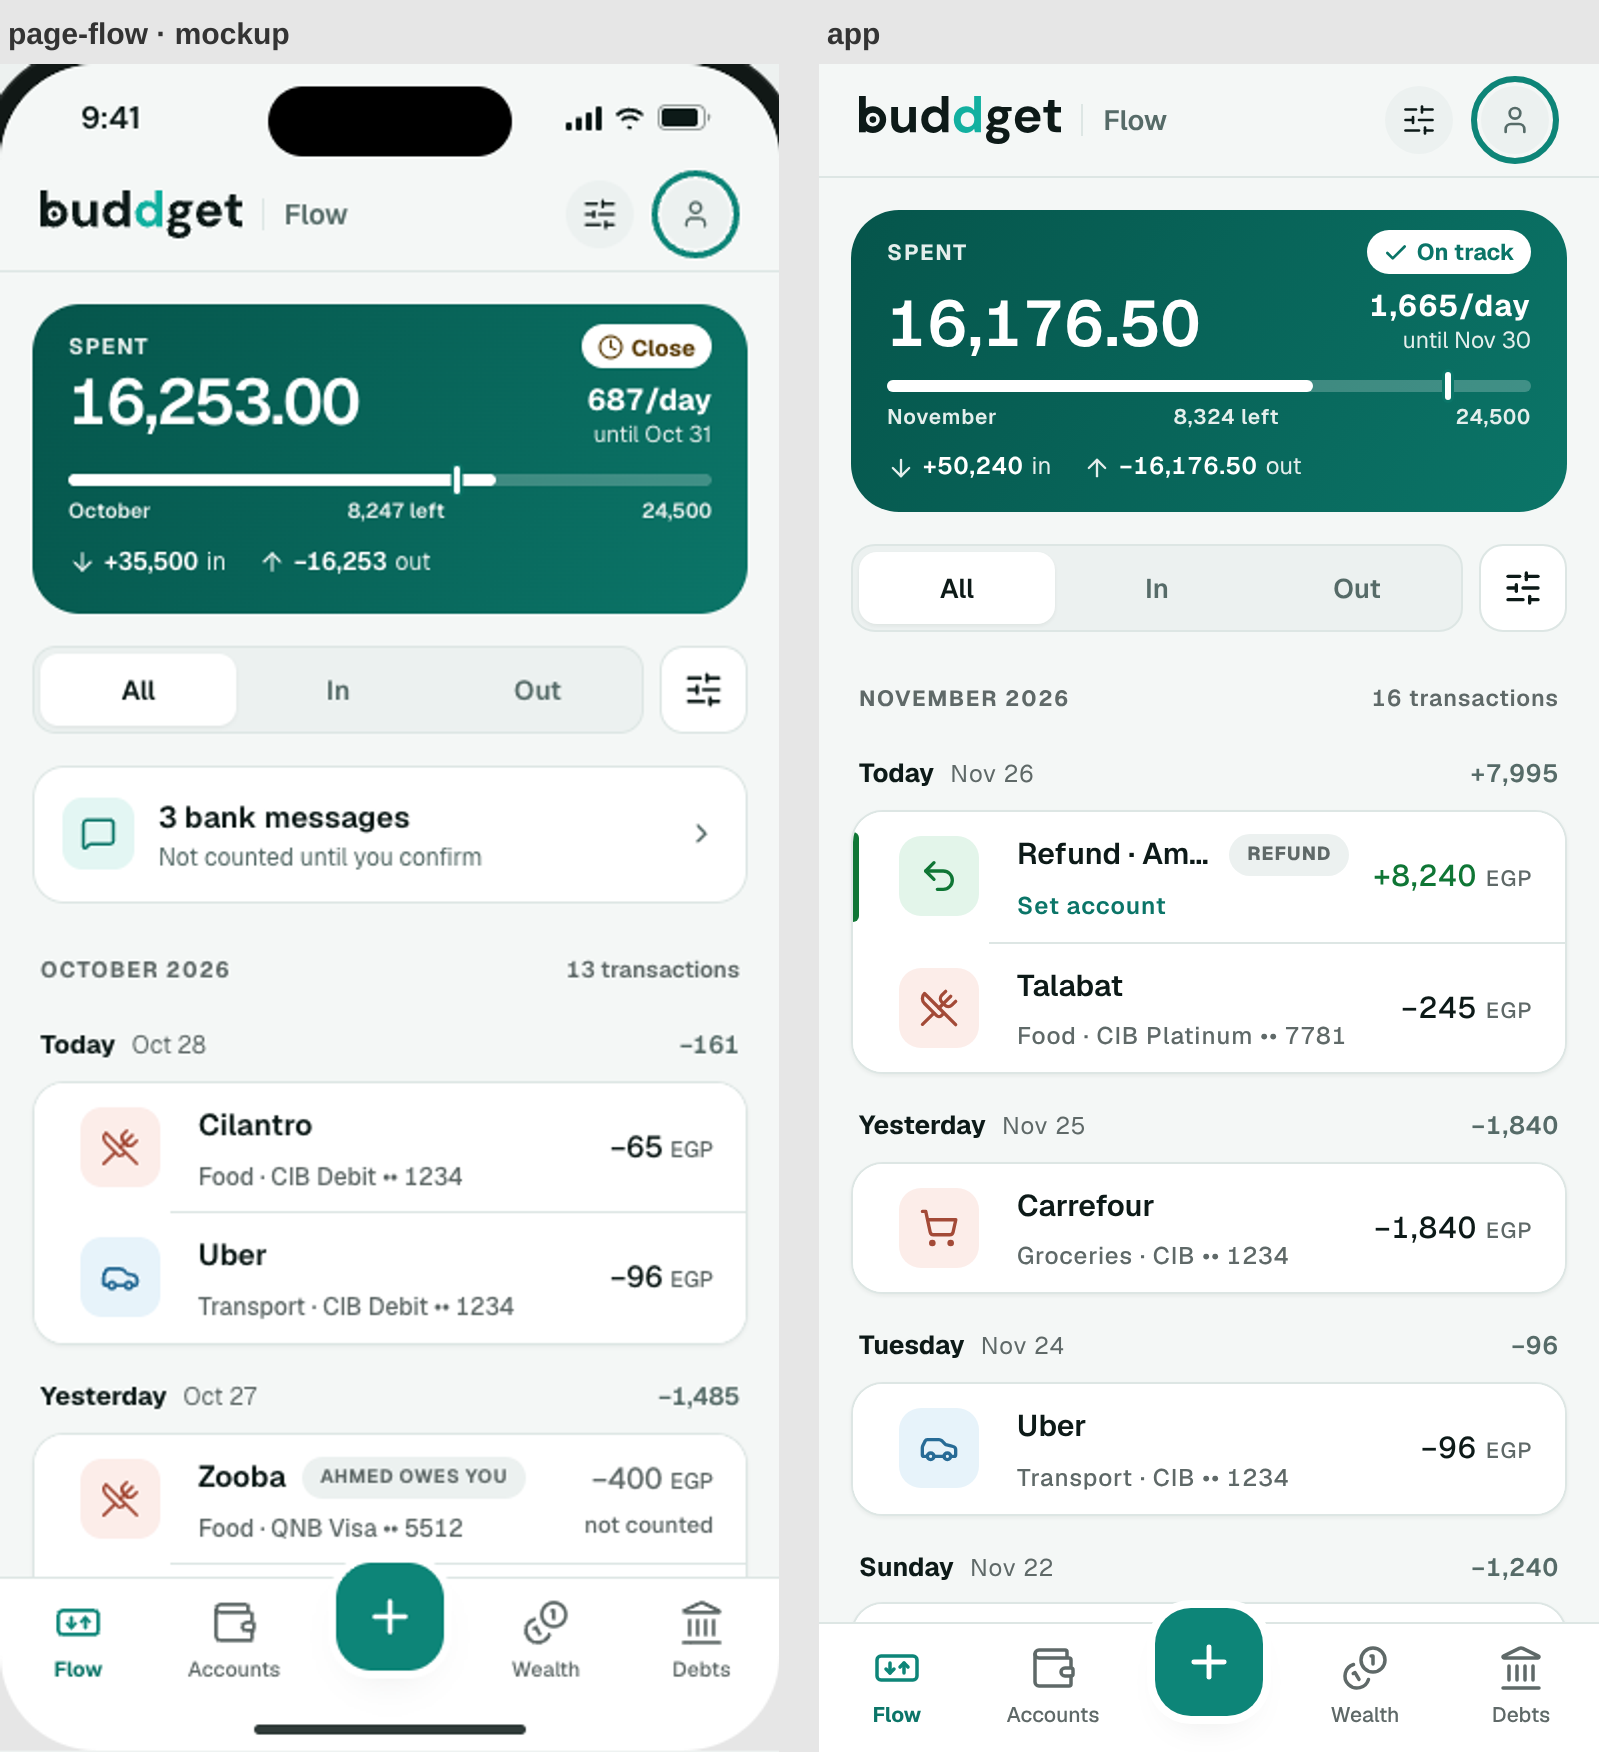 page-flow · mockup
9:41
buddget Flow
SPENT
Close
16,253.00
687/day
until Oct 31
October 8,247 left 24,500
+35,500 in −16,253 out
All In Out
3 bank messages
Not counted until you confirm
OCTOBER 2026 13 transactions
Today Oct 28 −161
Cilantro
Food · CIB Debit •• 1234
−65 EGP
Uber
Transport · CIB Debit •• 1234
−96 EGP
Yesterday Oct 27 −1,485
Zooba AHMED OWES YOU
−400 EGP
Food · QNB Visa •• 5512
not counted
Flow Accounts Wealth Debts
app
buddget Flow
SPENT
On track
16,176.50
1,665/day
until Nov 30
November 8,324 left 24,500
+50,240 in −16,176.50 out
All In Out
NOVEMBER 2026 16 transactions
Today Nov 26 +7,995
Refund · Am... REFUND
+8,240 EGP
Set account
Talabat
−245 EGP
Food · CIB Platinum •• 7781
Yesterday Nov 25 −1,840
Carrefour
−1,840 EGP
Groceries · CIB •• 1234
Tuesday Nov 24 −96
Uber
−96 EGP
Transport · CIB •• 1234
Sunday Nov 22 −1,240
Flow Accounts Wealth Debts